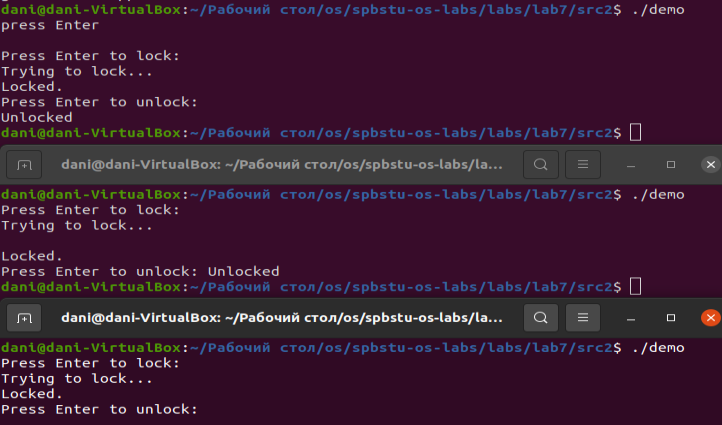 dani@dani-VirtualBox:~/Рабочий стол/os/spbstu-os-labs/labs/lab7/src2$ ./demo
press Enter
Press Enter to lock:
Trying to lock...
Locked.
Press Enter to unlock:
Unlocked
dani@dani-VirtualBox:~/Рабочий стол/os/spbstu-os-labs/labs/lab7/src2$
dani@dani-VirtualBox: ~/Рабочий стол/os/spbstu-os-labs/la...
dani@dani-VirtualBox:~/Рабочий стол/os/spbstu-os-labs/labs/lab7/src2$ ./demo
Press Enter to lock:
Trying to lock...
Locked.
Press Enter to unlock: Unlocked
dani@dani-VirtualBox:~/Рабочий стол/os/spbstu-os-labs/labs/lab7/src2$
dani@dani-VirtualBox: ~/Рабочий стол/os/spbstu-os-labs/la...
dani@dani-VirtualBox:~/Рабочий стол/os/spbstu-os-labs/labs/lab7/src2$ ./demo
Press Enter to lock:
Trying to lock...
Locked.
Press Enter to unlock: